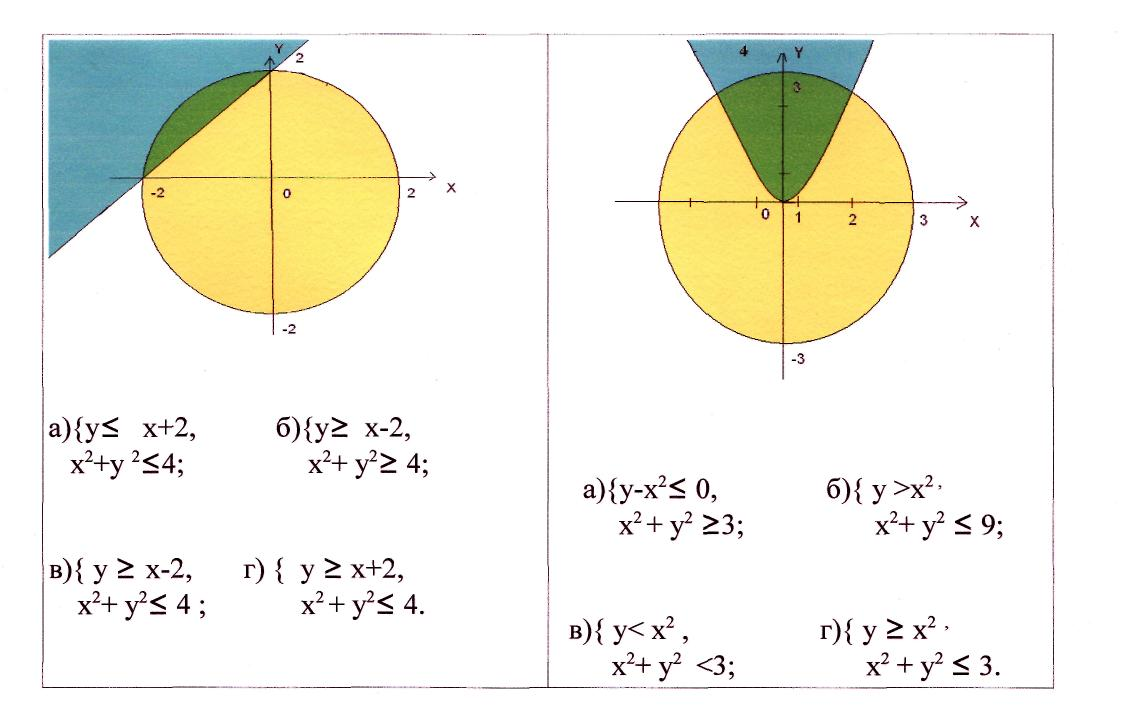 Y 2
X
-2 0 2
-2
а){y≤ x+2, б){y≥ x-2,
x²+y ²≤4; x²+ y²≥ 4;
в){ y ≥ x-2, г) { y ≥ x+2,
x²+ y²≤ 4 ; x² + y²≤ 4.
4 Y
3
0 1 2 3 X
-3
а){y-x²≤ 0, б){ y >x² ,
x² + y² ≥3; x²+ y² ≤ 9;
в){ y< x² , г){ y ≥ x² ,
x²+ y² <3; x² + y² ≤ 3.